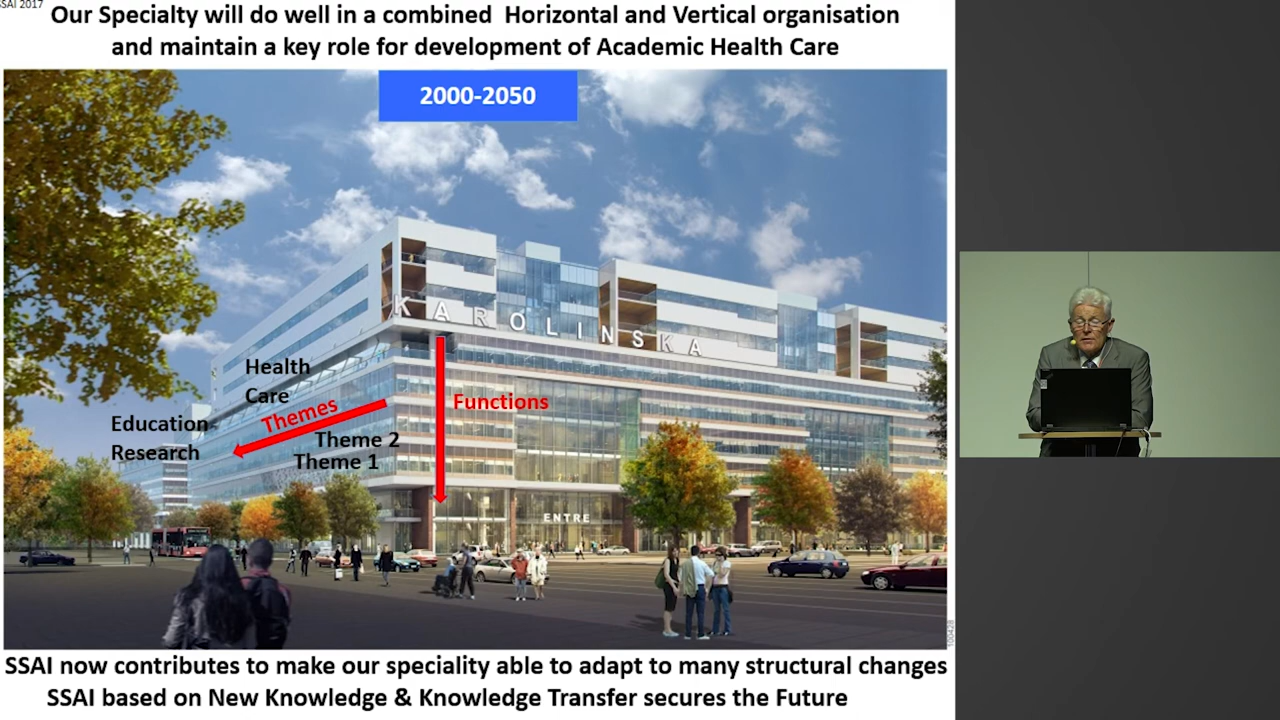 SSAI 2017
Our Specialty will do well in a combined Horizontal and Vertical organisation
and maintain a key role for development of Academic Health Care
2000-2050
KAROLINSKA
Health
Care
Themes
Functions
Education
Research
Theme 2
Theme 1
ENTRE
100428
SSAI now contributes to make our speciality able to adapt to many structural changes
SSAI based on New Knowledge & Knowledge Transfer secures the Future